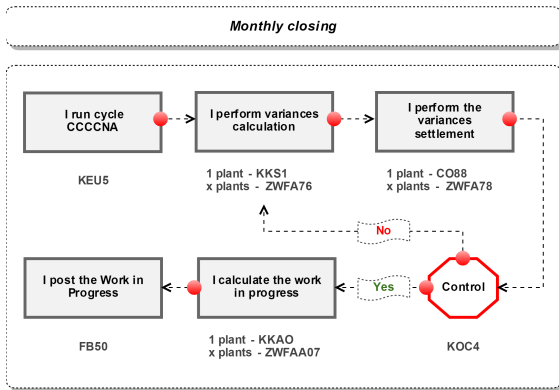 Monthly closing
I run cycle
CCCCNA
I perform variances
calculation
I perform the
variances
settlement
KEU5
1 plant - KKS1
x plants - ZWFA76
1 plant - CO88
x plants - ZWFA78
No
I post the Work in
Progress
I calculate the work
in progress
Yes
Control
FB50
1 plant - KKAO
x plants - ZWFAA07
KOC4